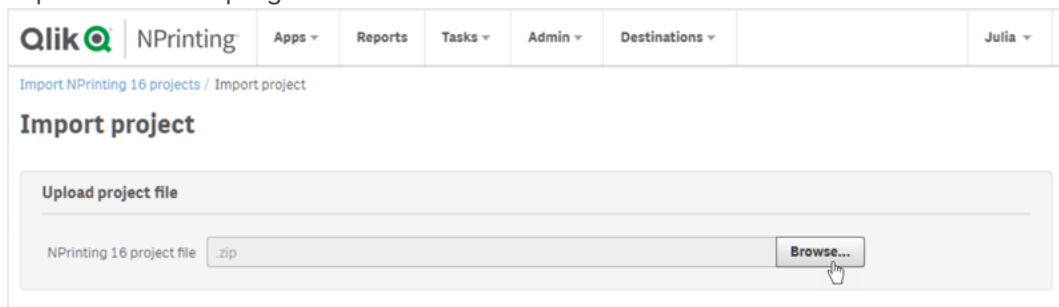 Qlik NPrinting Apps Reports Tasks Admin Destinations Julia
Import NPrinting 16 projects / Import project
Import project
Upload project file
NPrinting 16 project file .zip Browse...